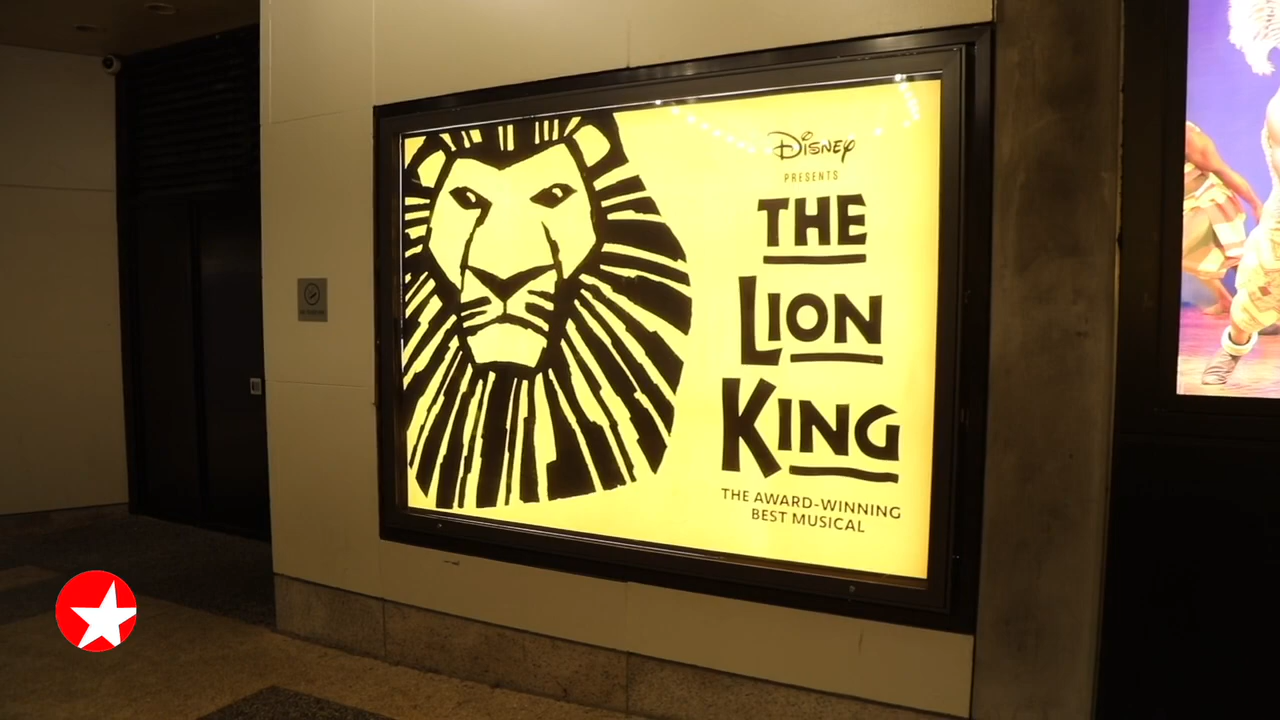 Disney
PRESENTS
THE
LION
KING
THE AWARD-WINNING
BEST MUSICAL